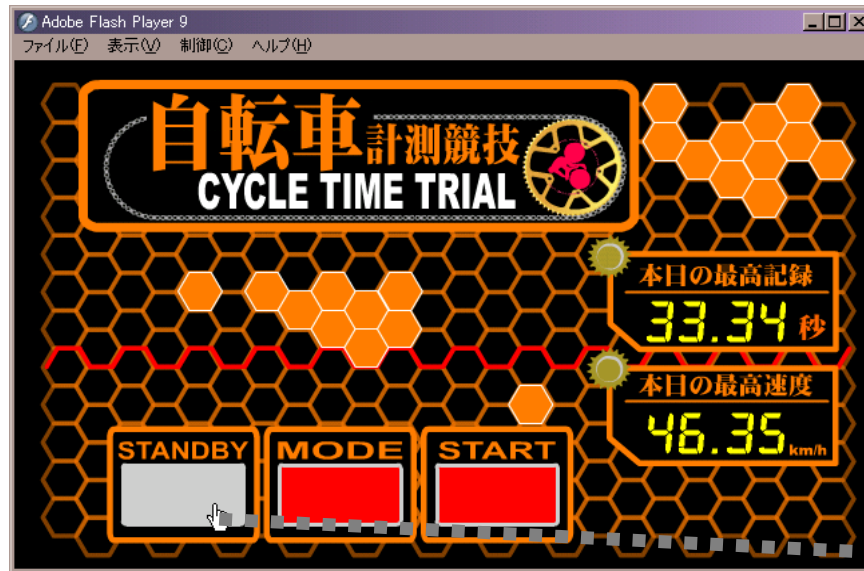 Adobe Flash Player 9
ファイル(F) 表示(V) 制御(C) ヘルプ(H)
自転車計測競技
CYCLE TIME TRIAL
本日の最高記録
33.34 秒
本日の最高速度
46.35 km/h
STANDBY MODE START